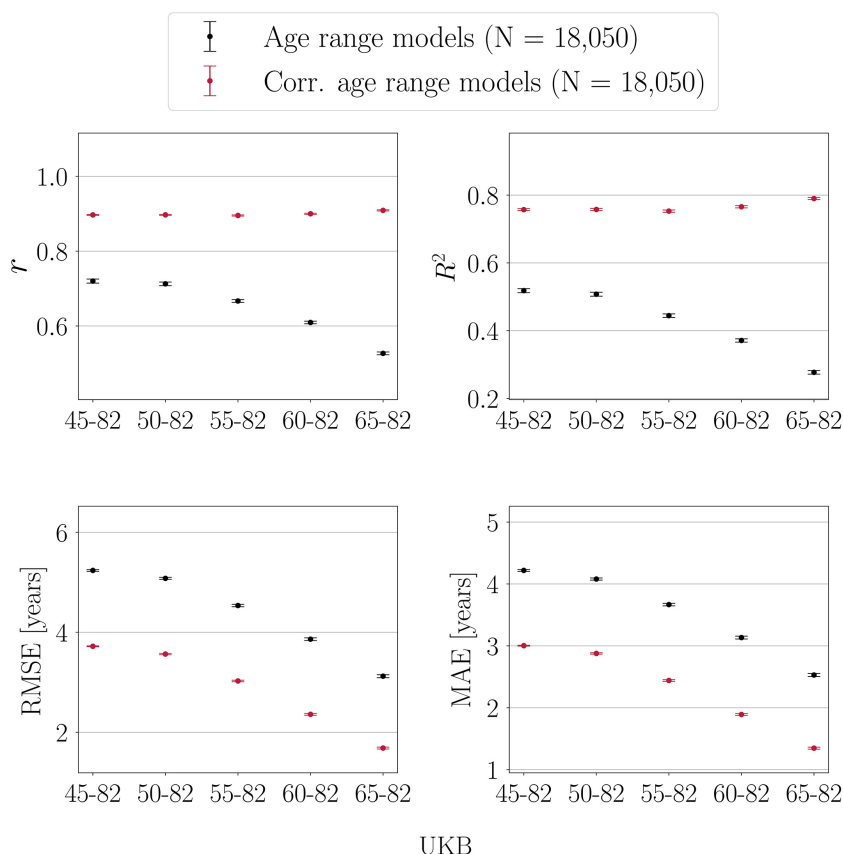 Age range models (N = 18,050)
Corr. age range models (N = 18,050)
r
1.0
0.8
0.6
45-82 50-82 55-82 60-82 65-82
R²
0.8
0.6
0.4
0.2
45-82 50-82 55-82 60-82 65-82
RMSE [years]
6
4
2
45-82 50-82 55-82 60-82 65-82
MAE [years]
5
4
3
2
1
45-82 50-82 55-82 60-82 65-82
UKB